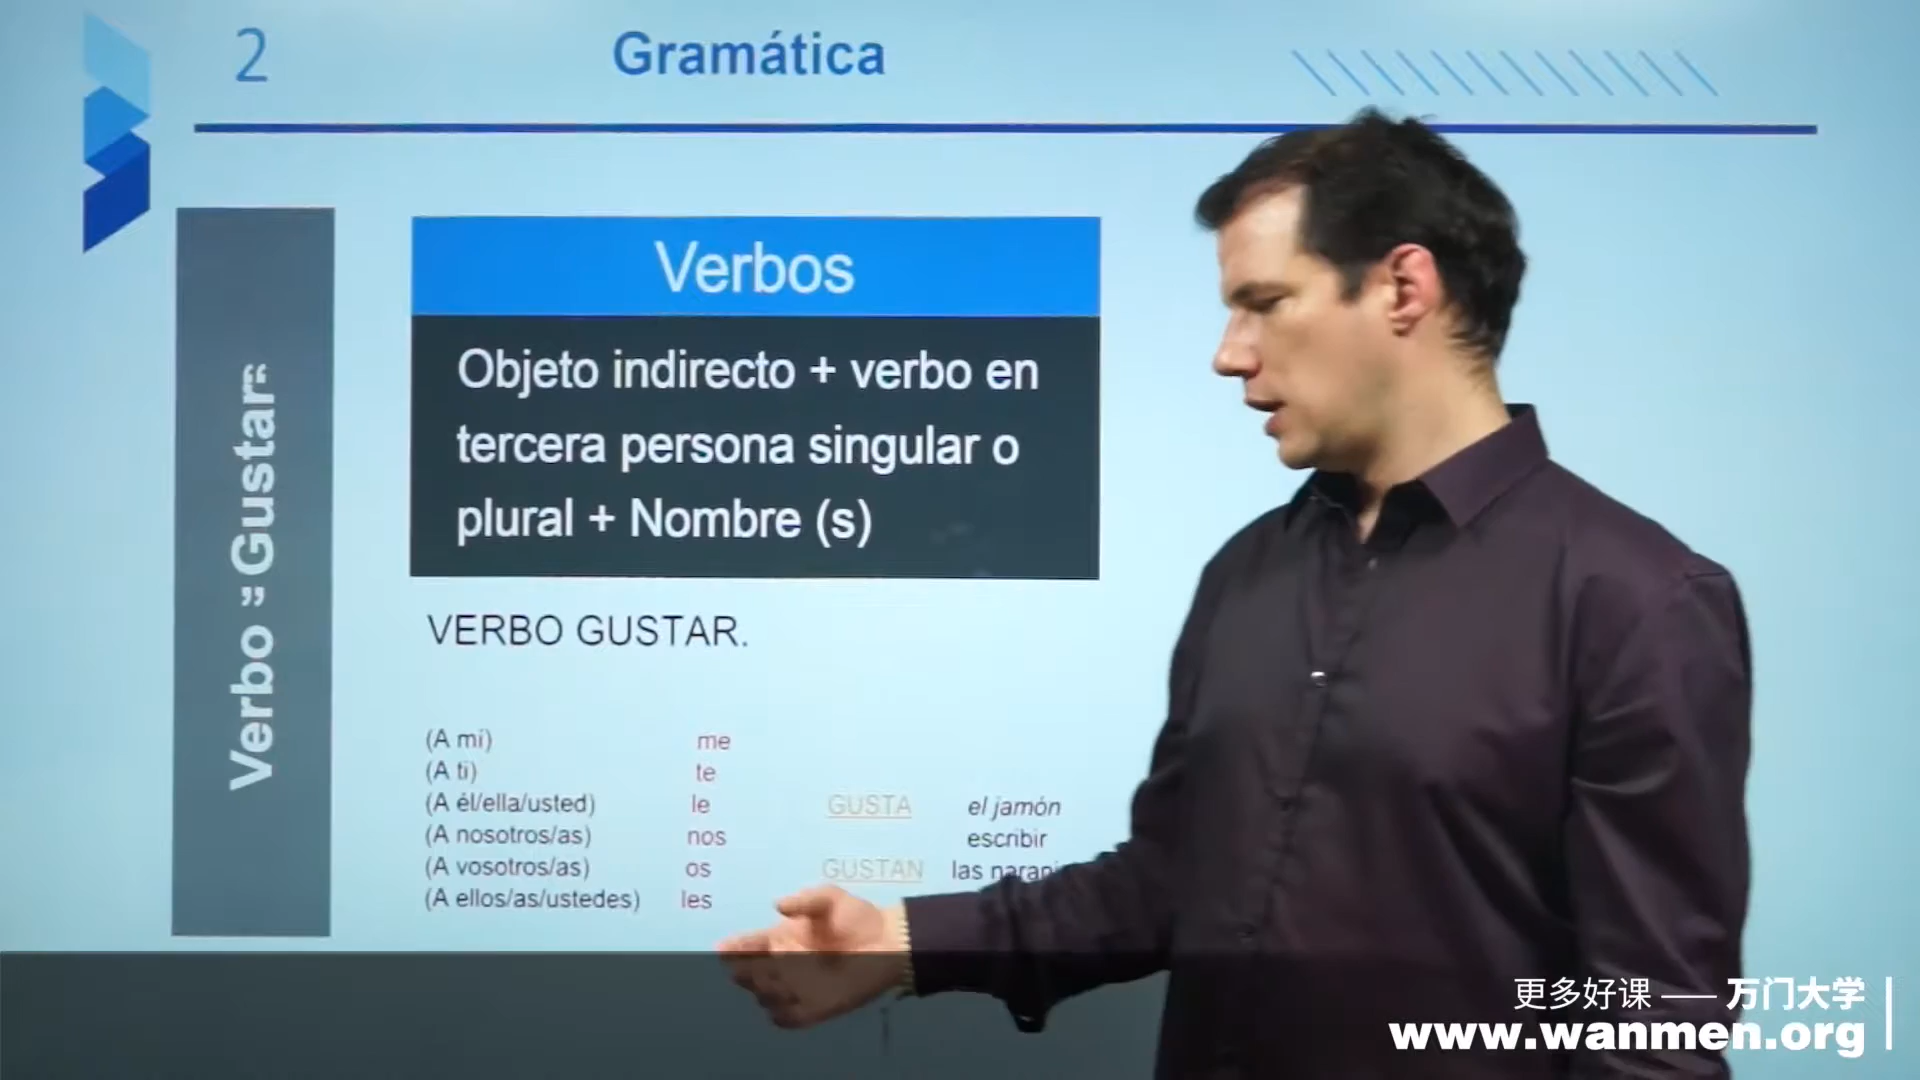 2
Gramática
Verbo "Gustar"
Verbos
Objeto indirecto + verbo en
tercera persona singular o
plural + Nombre (s)
VERBO GUSTAR.
(A mí) me
(A ti) te
(A él/ella/usted) le GUSTA el jamón
(A nosotros/as) nos escribir
(A vosotros/as) os GUSTAN las
(A ellos/as/ustedes) les
更多好课 —— 万门大学
www.wanmen.org